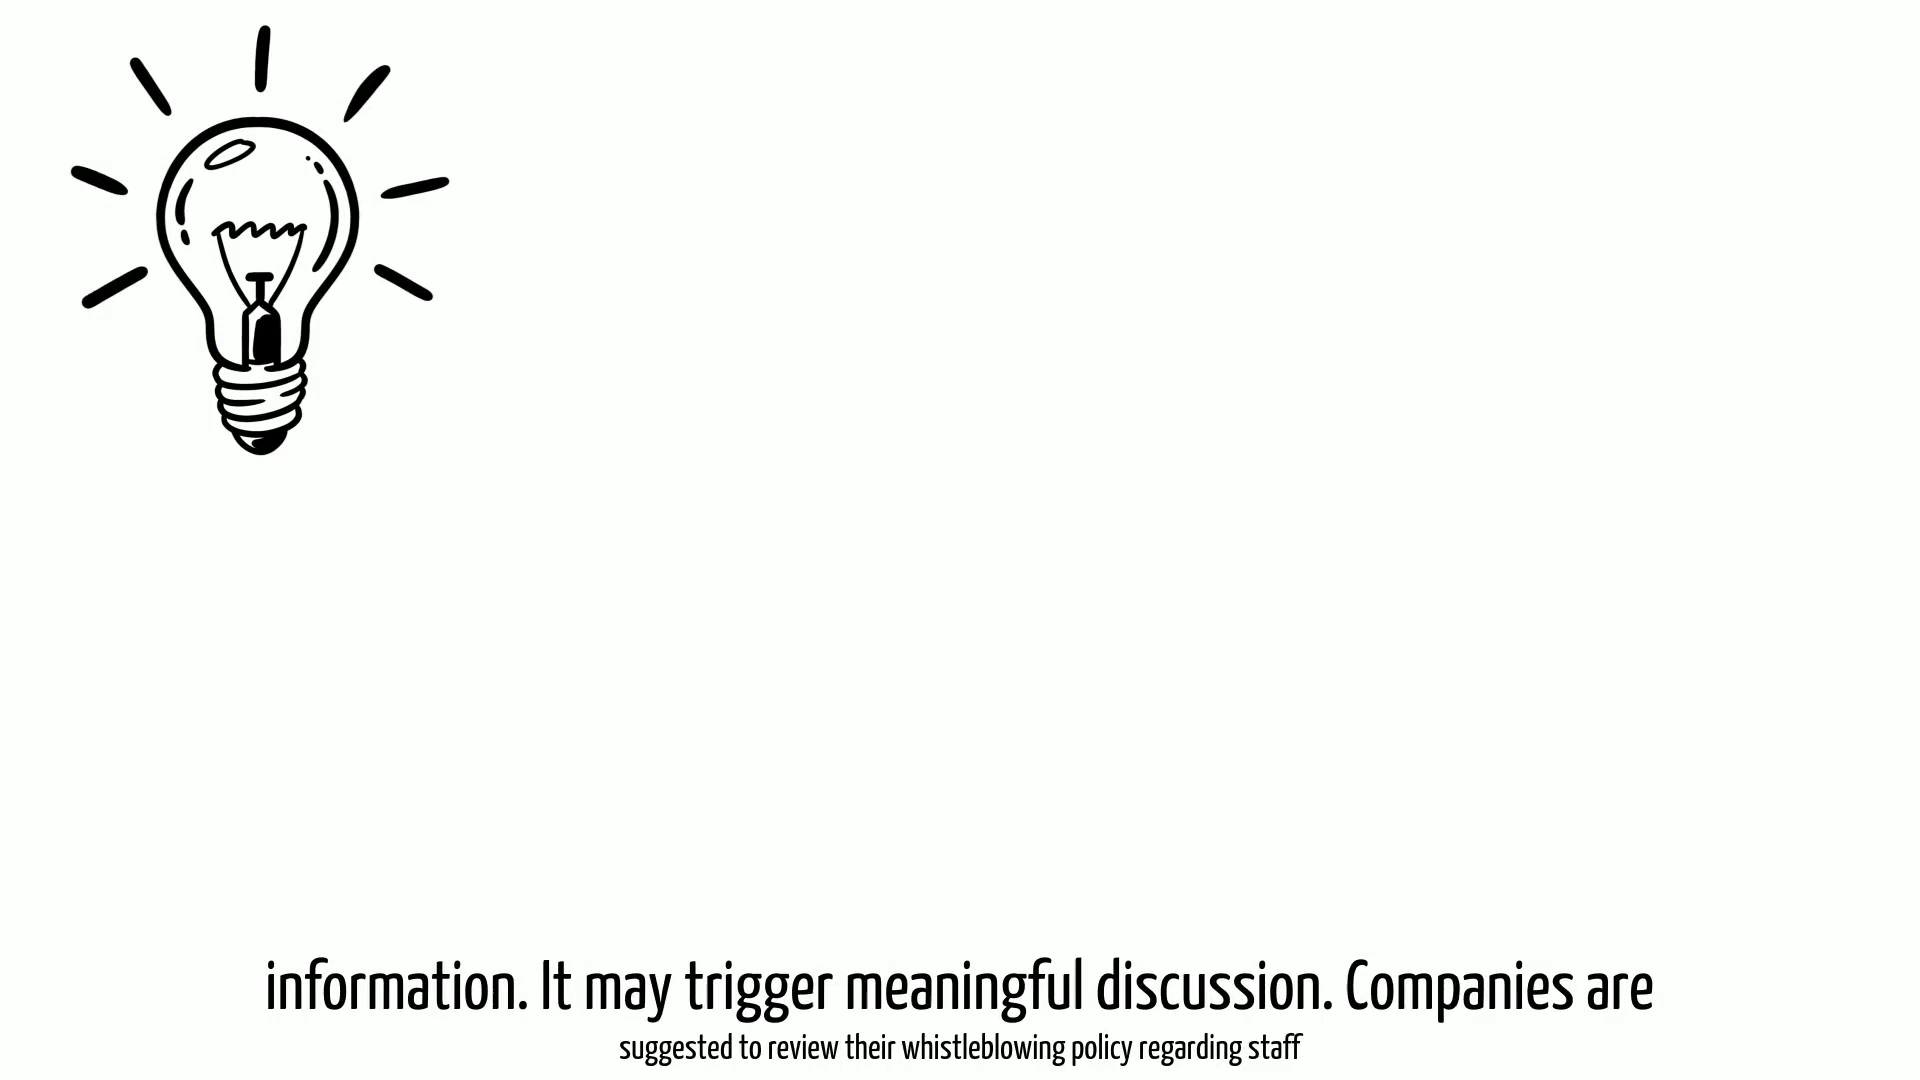 information. It may trigger meaningful discussion. Companies are
suggested to review their whistleblowing policy regarding staff